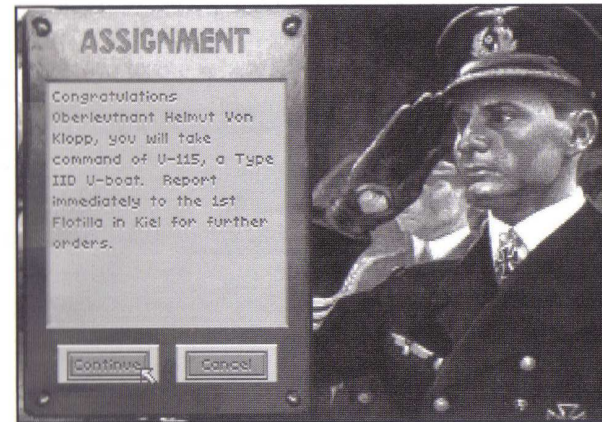 ASSIGNMENT
Congratulations
Oberleutnant Helmut Von
Klopp, you will take
command of U-115, a Type
IID U-boat. Report
immediately to the 1st
Flotilla in Kiel for further
orders.
Continue
Cancel